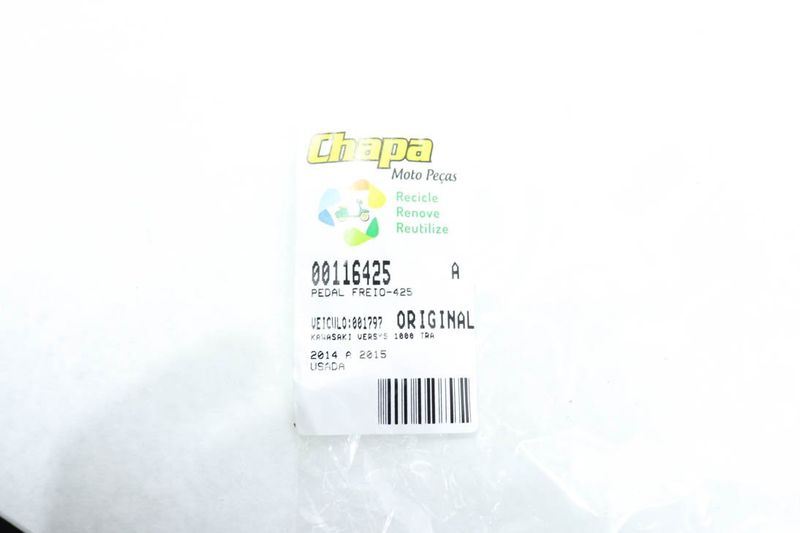 Chapa
Moto Peças
Recicle
Renove
Reutilize
00116425 A
PEDAL FREIO-425
VEICULO:001797 ORIGINAL
KAWASAKI VERSYS 1000 TRA
2014 A 2015
USADA